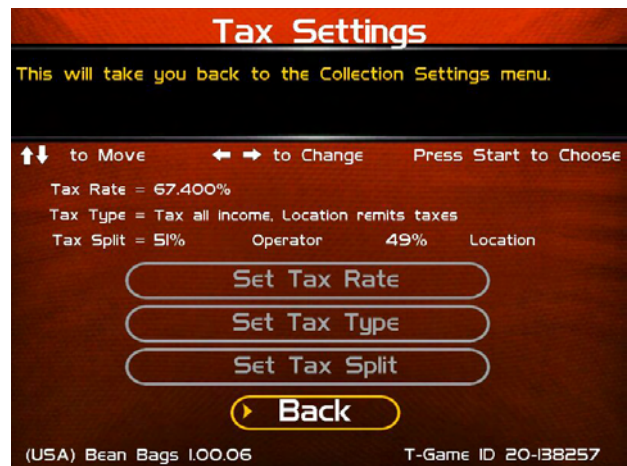 Tax Settings
This will take you back to the Collection Settings menu.
to Move to Change Press Start to Choose
Tax Rate = 67.400%
Tax Type = Tax all income, Location remits taxes
Tax Split = 51% Operator 49% Location
Set Tax Rate
Set Tax Type
Set Tax Split
Back
(USA) Bean Bags 1.00.06 T-Game ID 20-138257